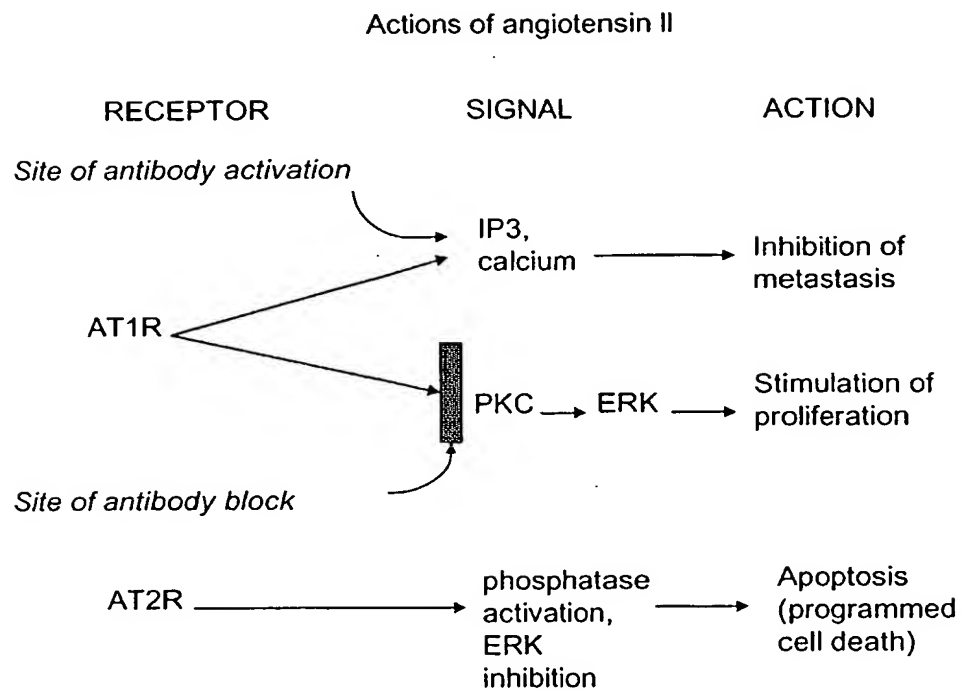 Actions of angiotensin II
RECEPTOR SIGNAL ACTION
Site of antibody activation
IP3,
calcium
Inhibition of
metastasis
AT1R
PKC ERK
Stimulation of
proliferation
Site of antibody block
AT2R
phosphatase
activation,
ERK
inhibition
Apoptosis
(programmed
cell death)